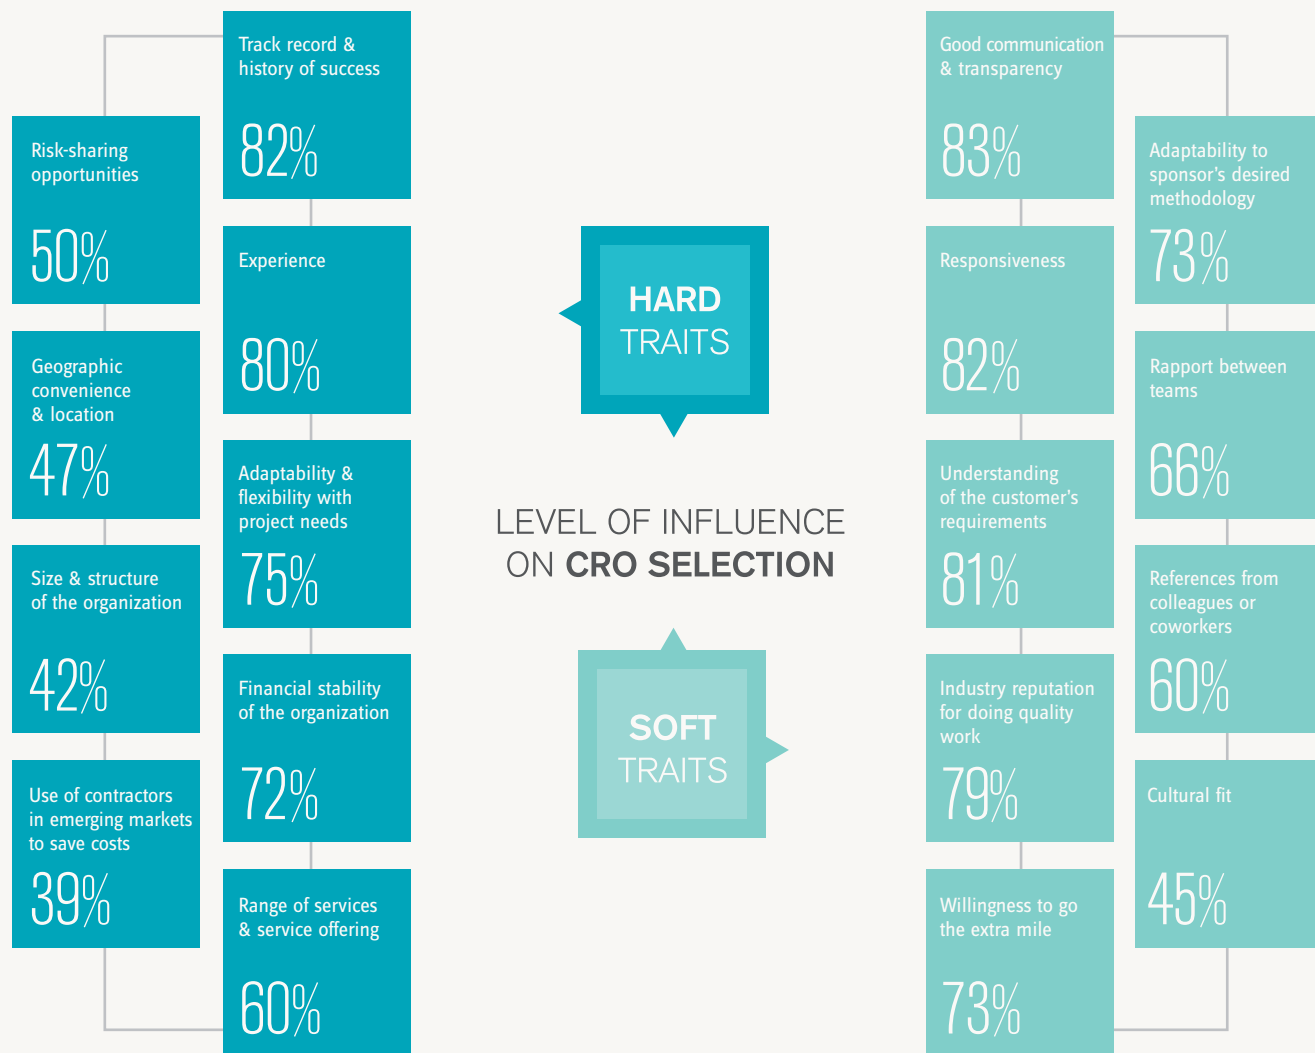 Track record &
history of success
82%
Risk-sharing
opportunities
50%
Experience
80%
Geographic
convenience
& location
47%
Adaptability &
flexibility with
project needs
75%
Size & structure
of the organization
42%
Financial stability
of the organization
72%
Use of contractors
in emerging markets
to save costs
39%
Range of services
& service offering
60%
HARD
TRAITS
LEVEL OF INFLUENCE
ON CRO SELECTION
SOFT
TRAITS
Good communication
& transparency
83%
Adaptability to
sponsor's desired
methodology
73%
Responsiveness
82%
Rapport between
teams
66%
Understanding
of the customer's
requirements
81%
References from
colleagues or
coworkers
60%
Industry reputation
for doing quality
work
79%
Cultural fit
45%
Willingness to go
the extra mile
73%